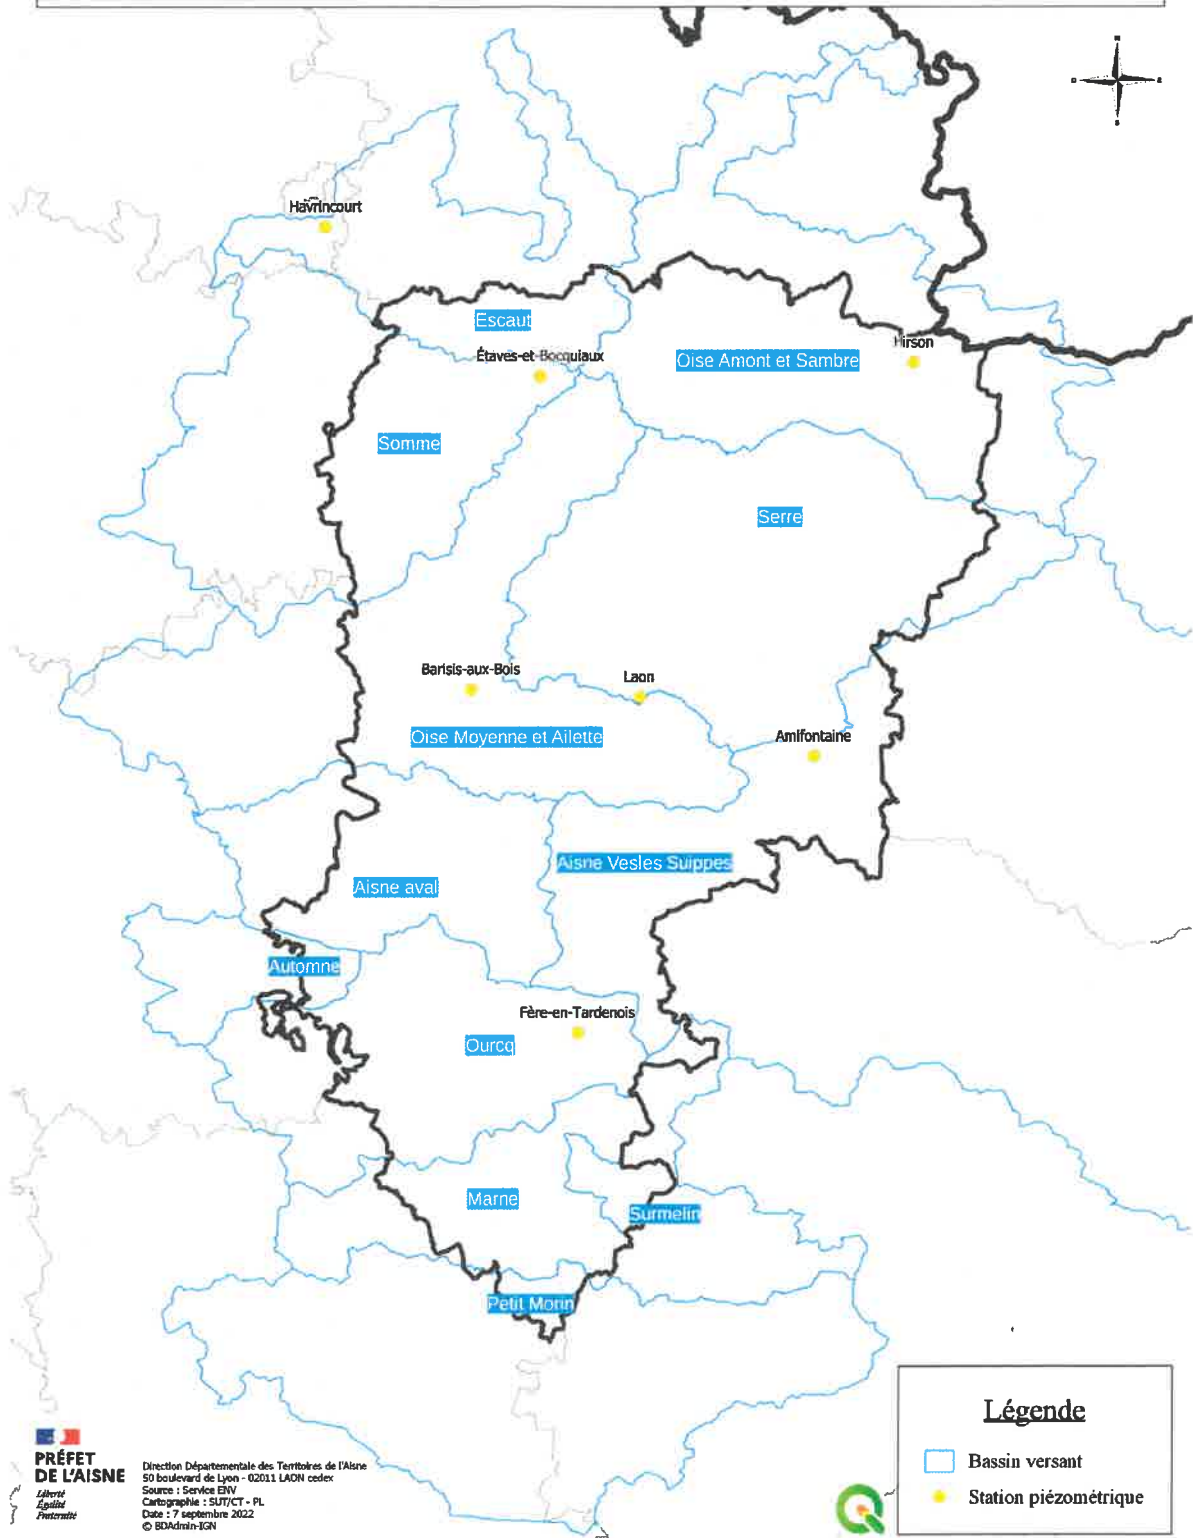 Havrincourt
Escaut
Étaves-et-Bocquiaux
Hirson
Oise Amont et Sambre
Somme
Serre
Barisis-aux-Bois
Laon
Oise Moyenne et Ailette
Amifontaine
Aisne Vesles Suippes
Aisne aval
Automne
Fère-en-Tardenois
Ourcq
Marne
Surmelin
Petit Morin
Légende
Bassin versant
Station piézométrique
PRÉFET
DE L'AISNE
Liberté
Égalité
Fraternité
Direction Départementale des Territoires de l'Aisne
50 boulevard de Lyon - 02011 LAON cedex
Source : Service ENV
Cartographie : SUT/CT - PL
Date : 7 septembre 2022
© BDAdmin-IGN